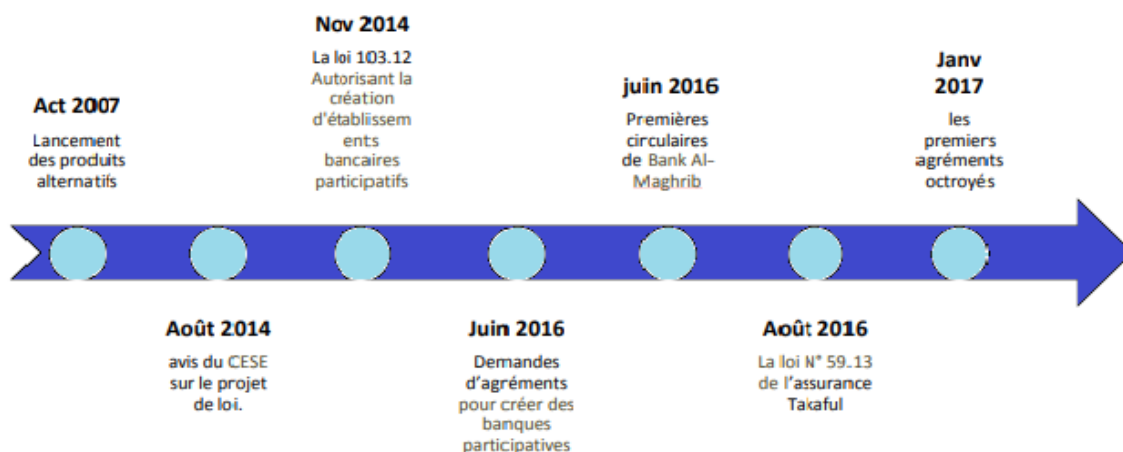 Act 2007
Lancement
des produits
alternatifs
Août 2014
avis du CESE
sur le projet
de loi.
Nov 2014
La loi 103.12
Autorisant la
création
d'établissem
ents
bancaires
participatifs
Juin 2016
Demandes
d'agréments
pour créer des
banques
participatives
juin 2016
Premières
circulaires
de Bank Al-
Maghrib
Août 2016
La loi N° 59.13
de l'assurance
Takaful
Janv
2017
les
premiers
agréments
octroyés